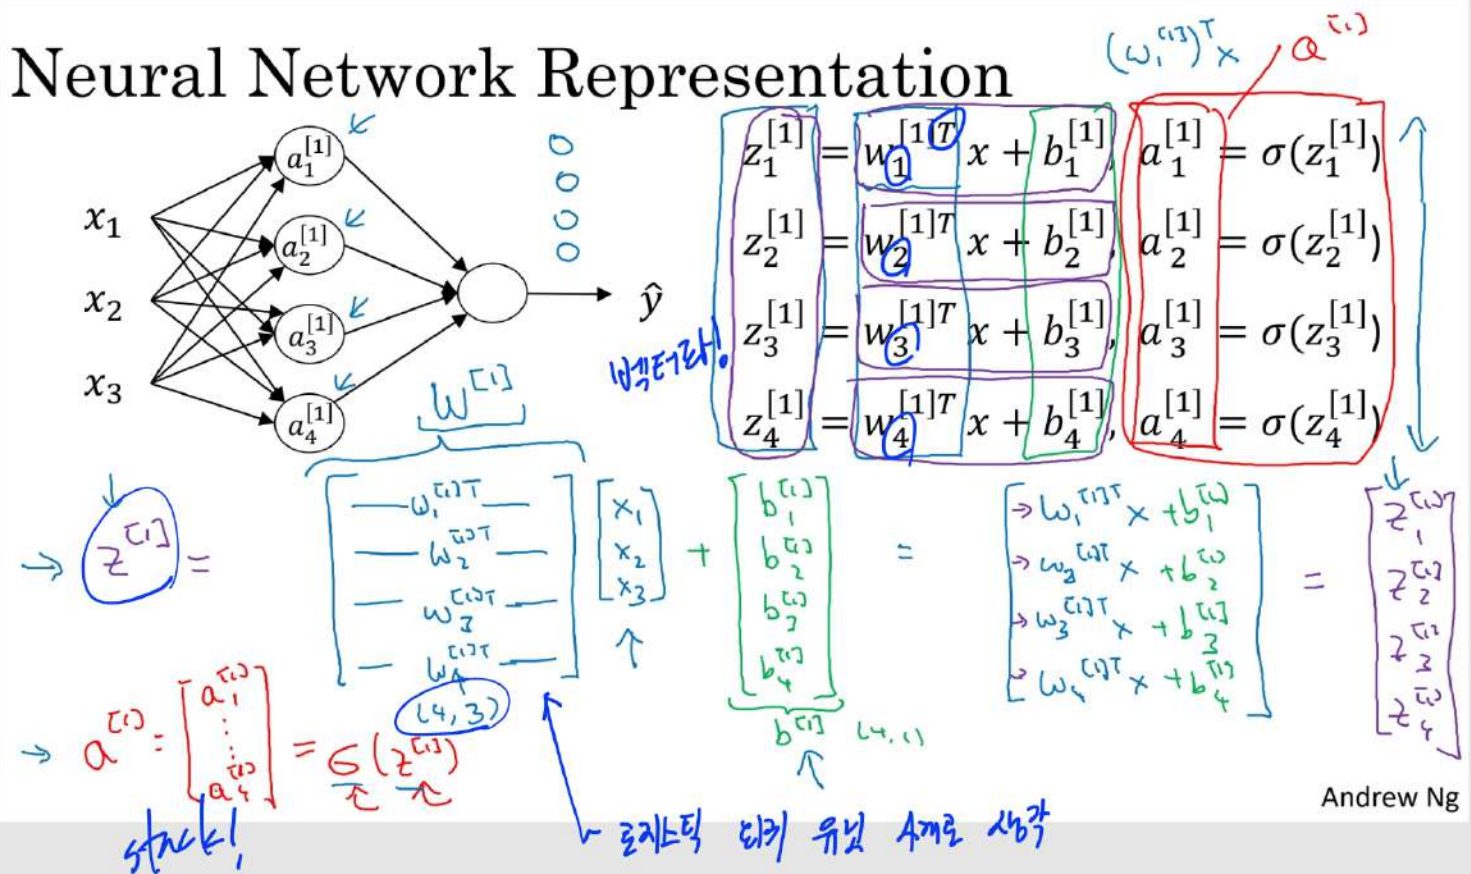 Neural Network Representation
(w₁^[1])^T x
a^[1]
x₁
x₂
x₃
a₁^[1]
a₂^[1]
a₃^[1]
a₄^[1]
ŷ
z₁^[1] = w₁^[1]T x + b₁^[1], a₁^[1] = σ(z₁^[1])
z₂^[1] = w₂^[1]T x + b₂^[1], a₂^[1] = σ(z₂^[1])
z₃^[1] = w₃^[1]T x + b₃^[1], a₃^[1] = σ(z₃^[1])
z₄^[1] = w₄^[1]T x + b₄^[1], a₄^[1] = σ(z₄^[1])
벡터화!
W^[1]
z^[1] =
w₁^[1]T
w₂^[1]T
w₃^[1]T
w₄^[1]T
(4,3)
x₁
x₂
x₃
+
b₁^[1]
b₂^[1]
b₃^[1]
b₄^[1]
b^[1] (4,1)
=
→ w₁^[1]T x + b₁^[1]
→ w₂^[1]T x + b₂^[1]
→ w₃^[1]T x + b₃^[1]
→ w₄^[1]T x + b₄^[1]
=
z₁^[1]
z₂^[1]
z₃^[1]
z₄^[1]
→ a^[1] = [a₁^[1] ⋮ a₄^[1]] = σ(z^[1])
stack!
로지스틱 회귀 유닛 4개로 생각
Andrew Ng